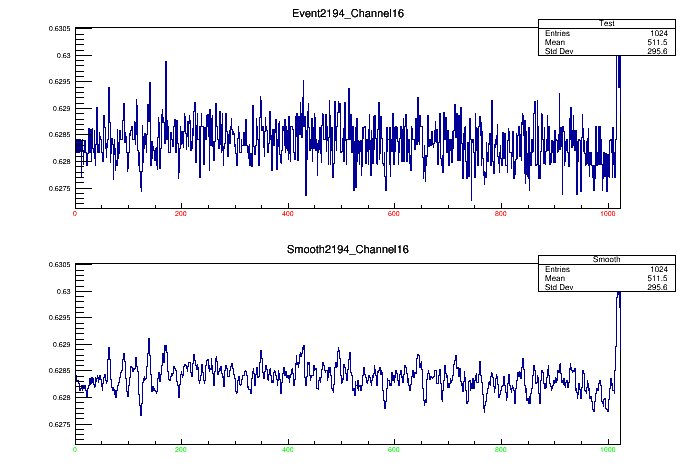 Event2194_Channel16
Test
Entries 1024
Mean 511.5
Std Dev 295.6
0.6305
0.63
0.6295
0.629
0.6285
0.628
0.6275
0 200 400 600 800 1000
Smooth2194_Channel16
Smooth
Entries 1024
Mean 511.5
Std Dev 295.6
0.6305
0.63
0.6295
0.629
0.6285
0.628
0.6275
0 200 400 600 800 1000